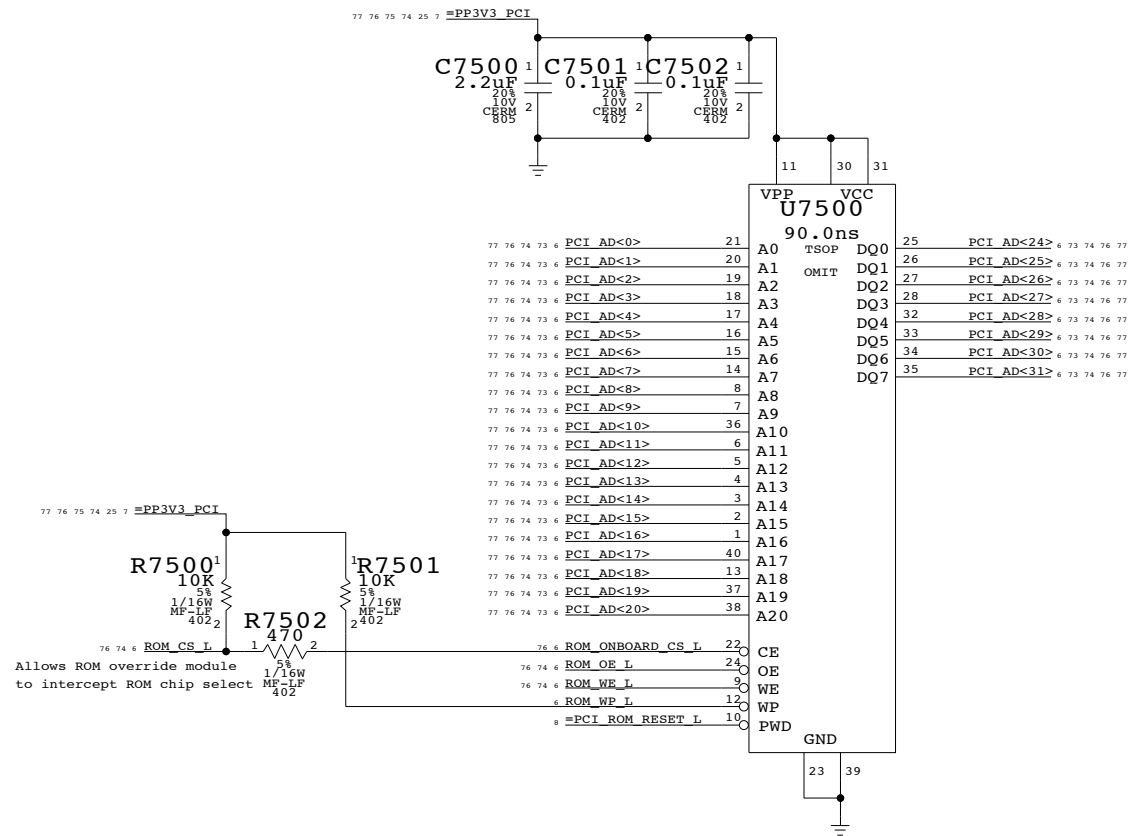 77 76 75 74 25 7 =PP3V3_PCI
C7500 1
2.2uF
20%
10V
CERM 2
805
C7501 1
0.1uF
20%
10V
CERM 2
402
C7502 1
0.1uF
20%
10V
CERM 2
402
11 30 31
VPP VCC
U7500
90.0ns
TSOP
OMIT
77 76 74 73 6 PCI_AD<0> 21 A0
77 76 74 73 6 PCI_AD<1> 20 A1
77 76 74 73 6 PCI_AD<2> 19 A2
77 76 74 73 6 PCI_AD<3> 18 A3
77 76 74 73 6 PCI_AD<4> 17 A4
77 76 74 73 6 PCI_AD<5> 16 A5
77 76 74 73 6 PCI_AD<6> 15 A6
77 76 74 73 6 PCI_AD<7> 14 A7
77 76 74 73 6 PCI_AD<8> 8 A8
77 76 74 73 6 PCI_AD<9> 7 A9
77 76 74 73 6 PCI_AD<10> 36 A10
77 76 74 73 6 PCI_AD<11> 6 A11
77 76 74 73 6 PCI_AD<12> 5 A12
77 76 74 73 6 PCI_AD<13> 4 A13
77 76 74 73 6 PCI_AD<14> 3 A14
77 76 74 73 6 PCI_AD<15> 2 A15
77 76 74 73 6 PCI_AD<16> 1 A16
77 76 74 73 6 PCI_AD<17> 40 A17
77 76 74 73 6 PCI_AD<18> 13 A18
77 76 74 73 6 PCI_AD<19> 37 A19
77 76 74 73 6 PCI_AD<20> 38 A20
DQ0 25 PCI_AD<24> 6 73 74 76 77
DQ1 26 PCI_AD<25> 6 73 74 76 77
DQ2 27 PCI_AD<26> 6 73 74 76 77
DQ3 28 PCI_AD<27> 6 73 74 76 77
DQ4 32 PCI_AD<28> 6 73 74 76 77
DQ5 33 PCI_AD<29> 6 73 74 76 77
DQ6 34 PCI_AD<30> 6 73 74 76 77
DQ7 35 PCI_AD<31> 6 73 74 76 77
77 76 75 74 25 7 =PP3V3_PCI
R7500 1
10K
5%
1/16W
MF-LF
402 2
1 R7501
10K
5%
1/16W
MF-LF
2 402
R7502
1 470 2
5%
1/16W
MF-LF
402
76 74 6 ROM_CS_L
Allows ROM override module
to intercept ROM chip select
76 6 ROM_ONBOARD_CS_L 22 CE
76 74 6 ROM_OE_L 24 OE
76 74 6 ROM_WE_L 9 WE
6 ROM_WP_L 12 WP
8 =PCI_ROM_RESET_L 10 PWD
GND
23 39